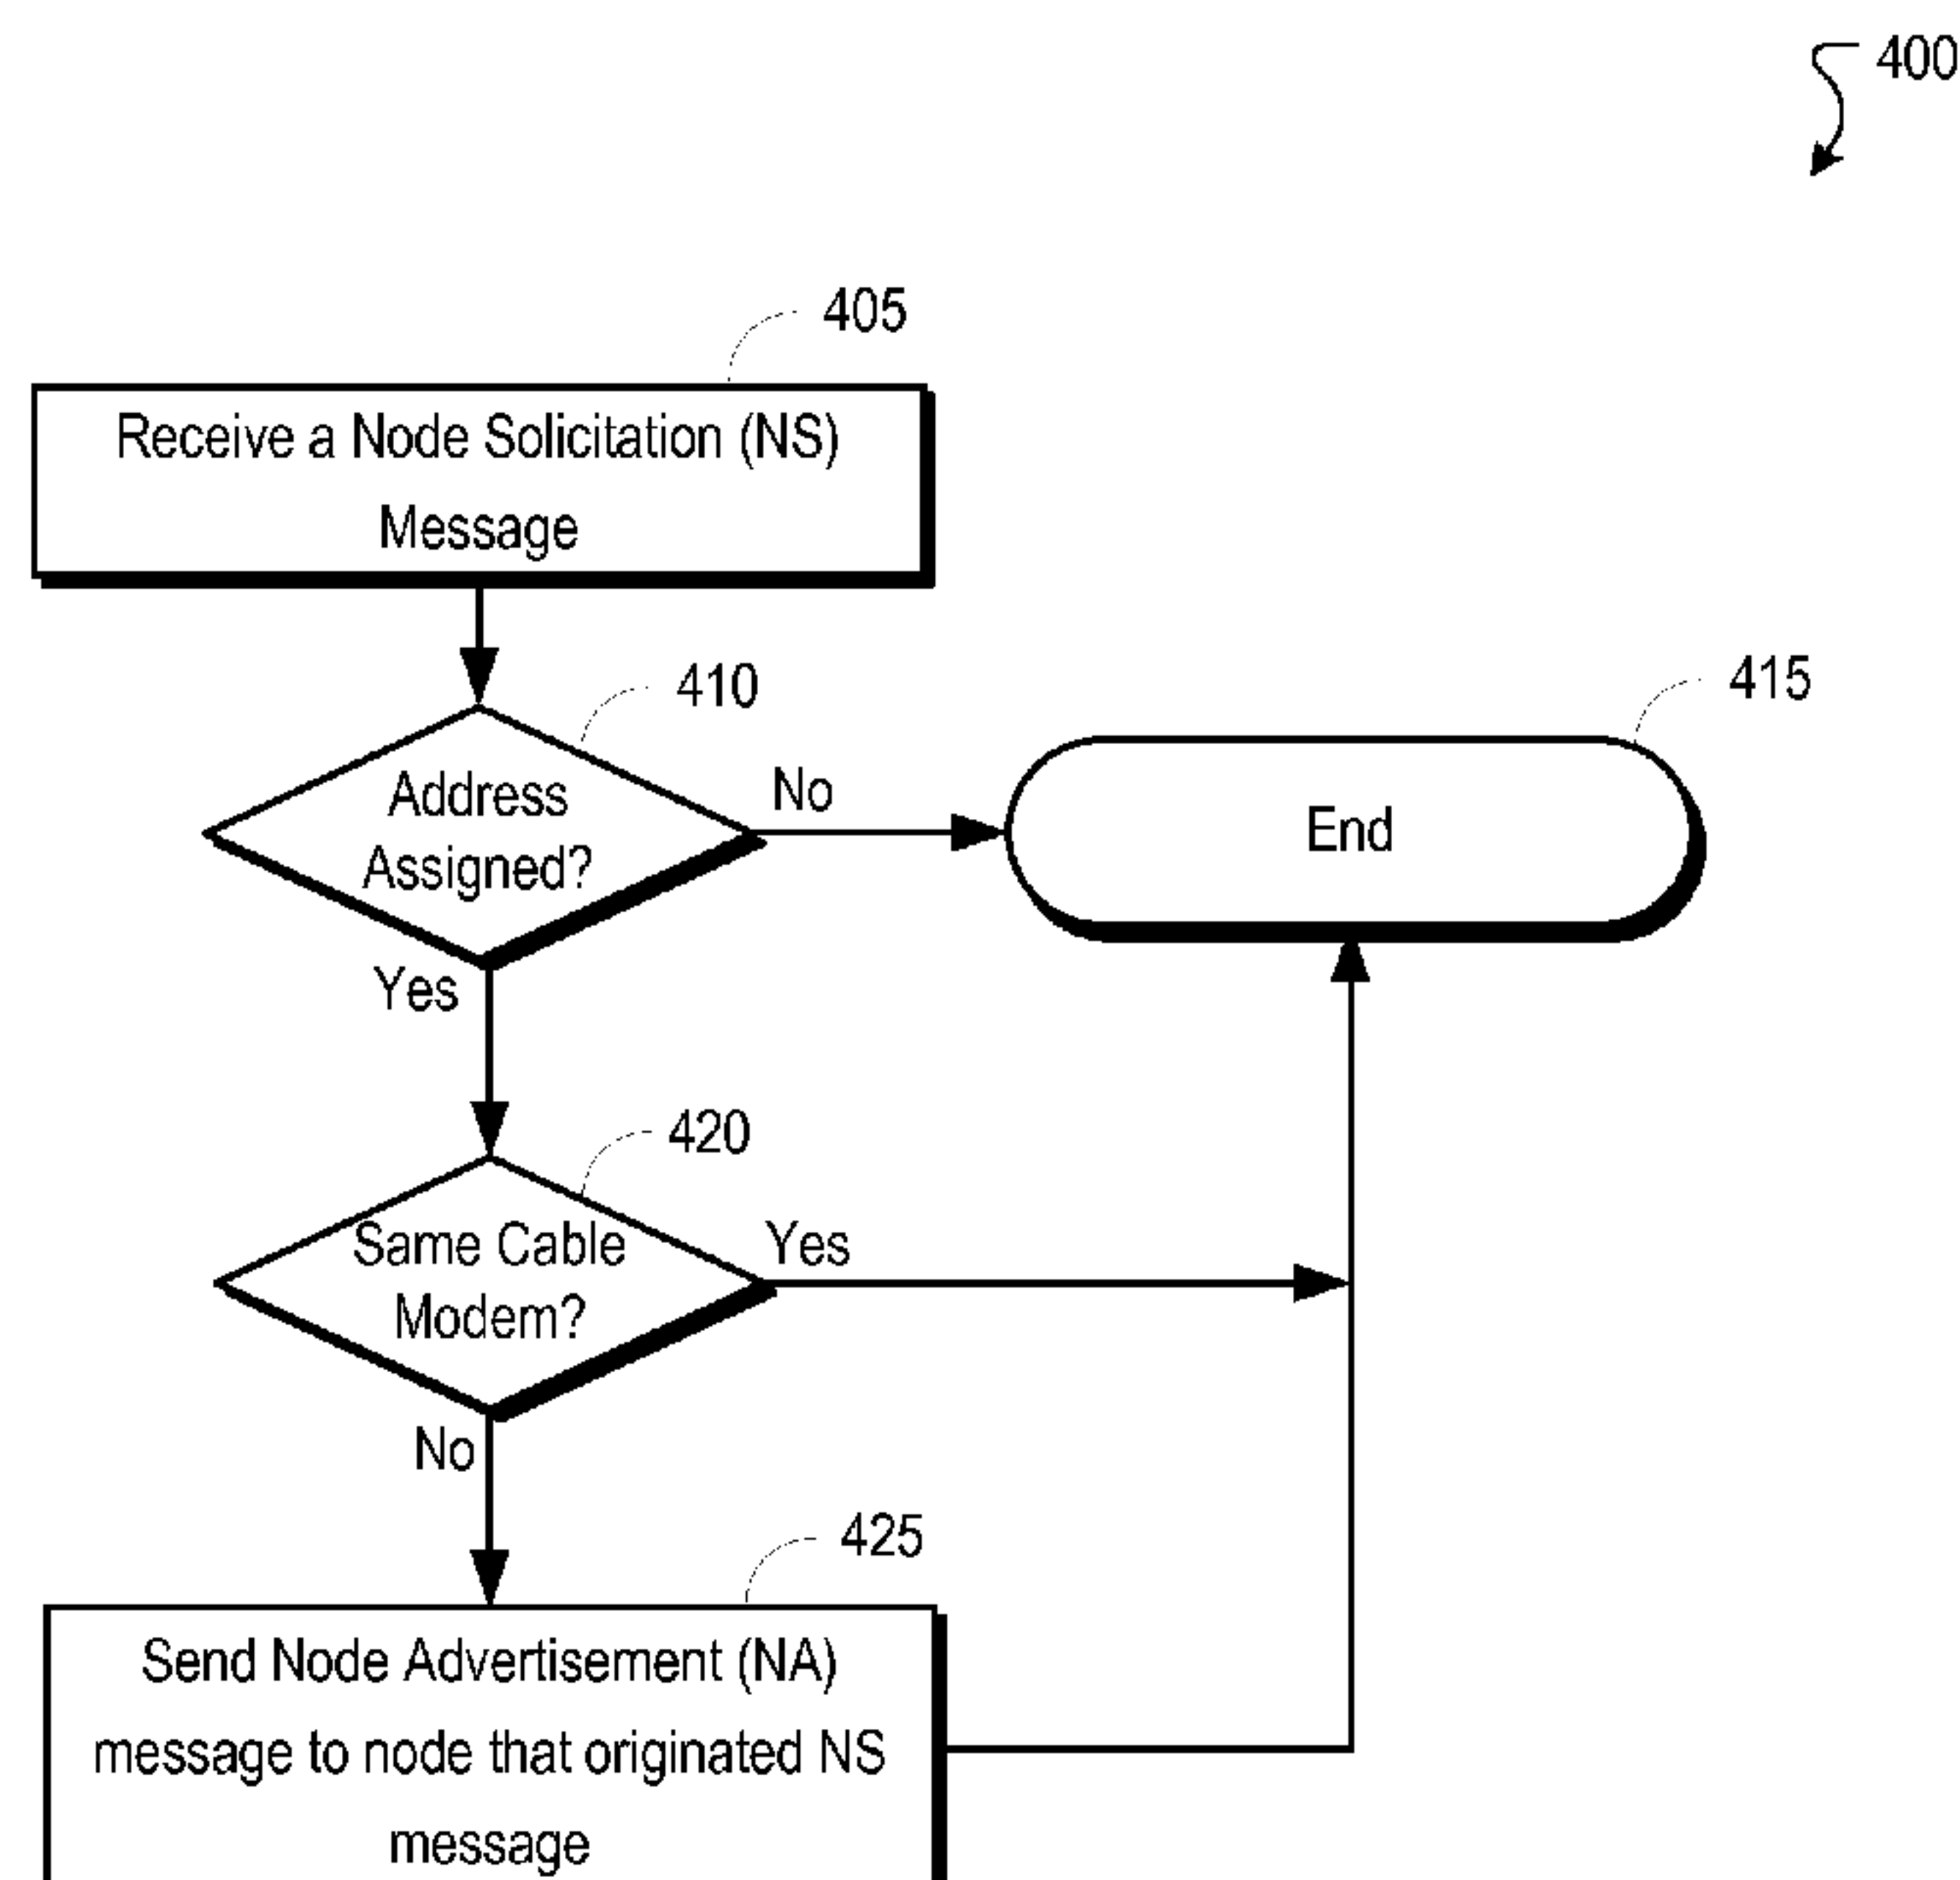 400
405
Receive a Node Solicitation (NS)
Message
410
415
Address
Assigned?
No
End
Yes
420
Same Cable
Modem?
Yes
No
425
Send Node Advertisement (NA)
message to node that originated NS
message